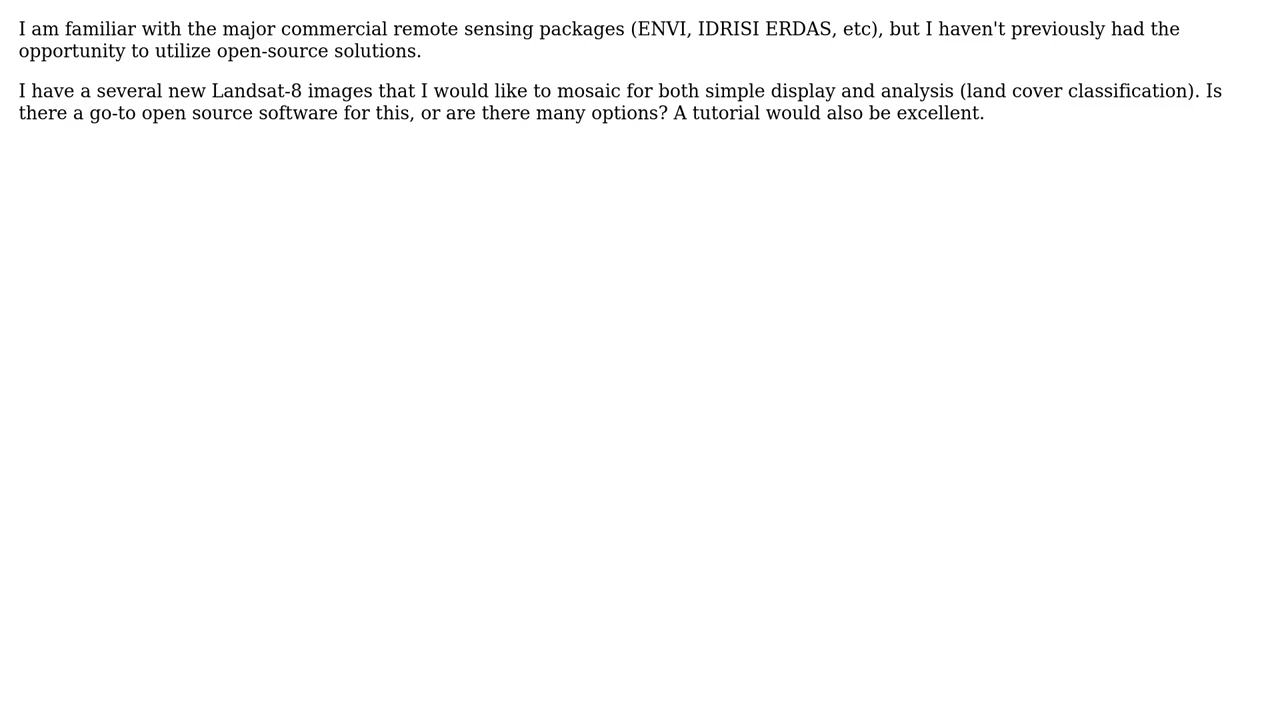 I am familiar with the major commercial remote sensing packages (ENVI, IDRISI ERDAS, etc), but I haven't previously had the
opportunity to utilize open-source solutions.
I have a several new Landsat-8 images that I would like to mosaic for both simple display and analysis (land cover classification). Is
there a go-to open source software for this, or are there many options? A tutorial would also be excellent.